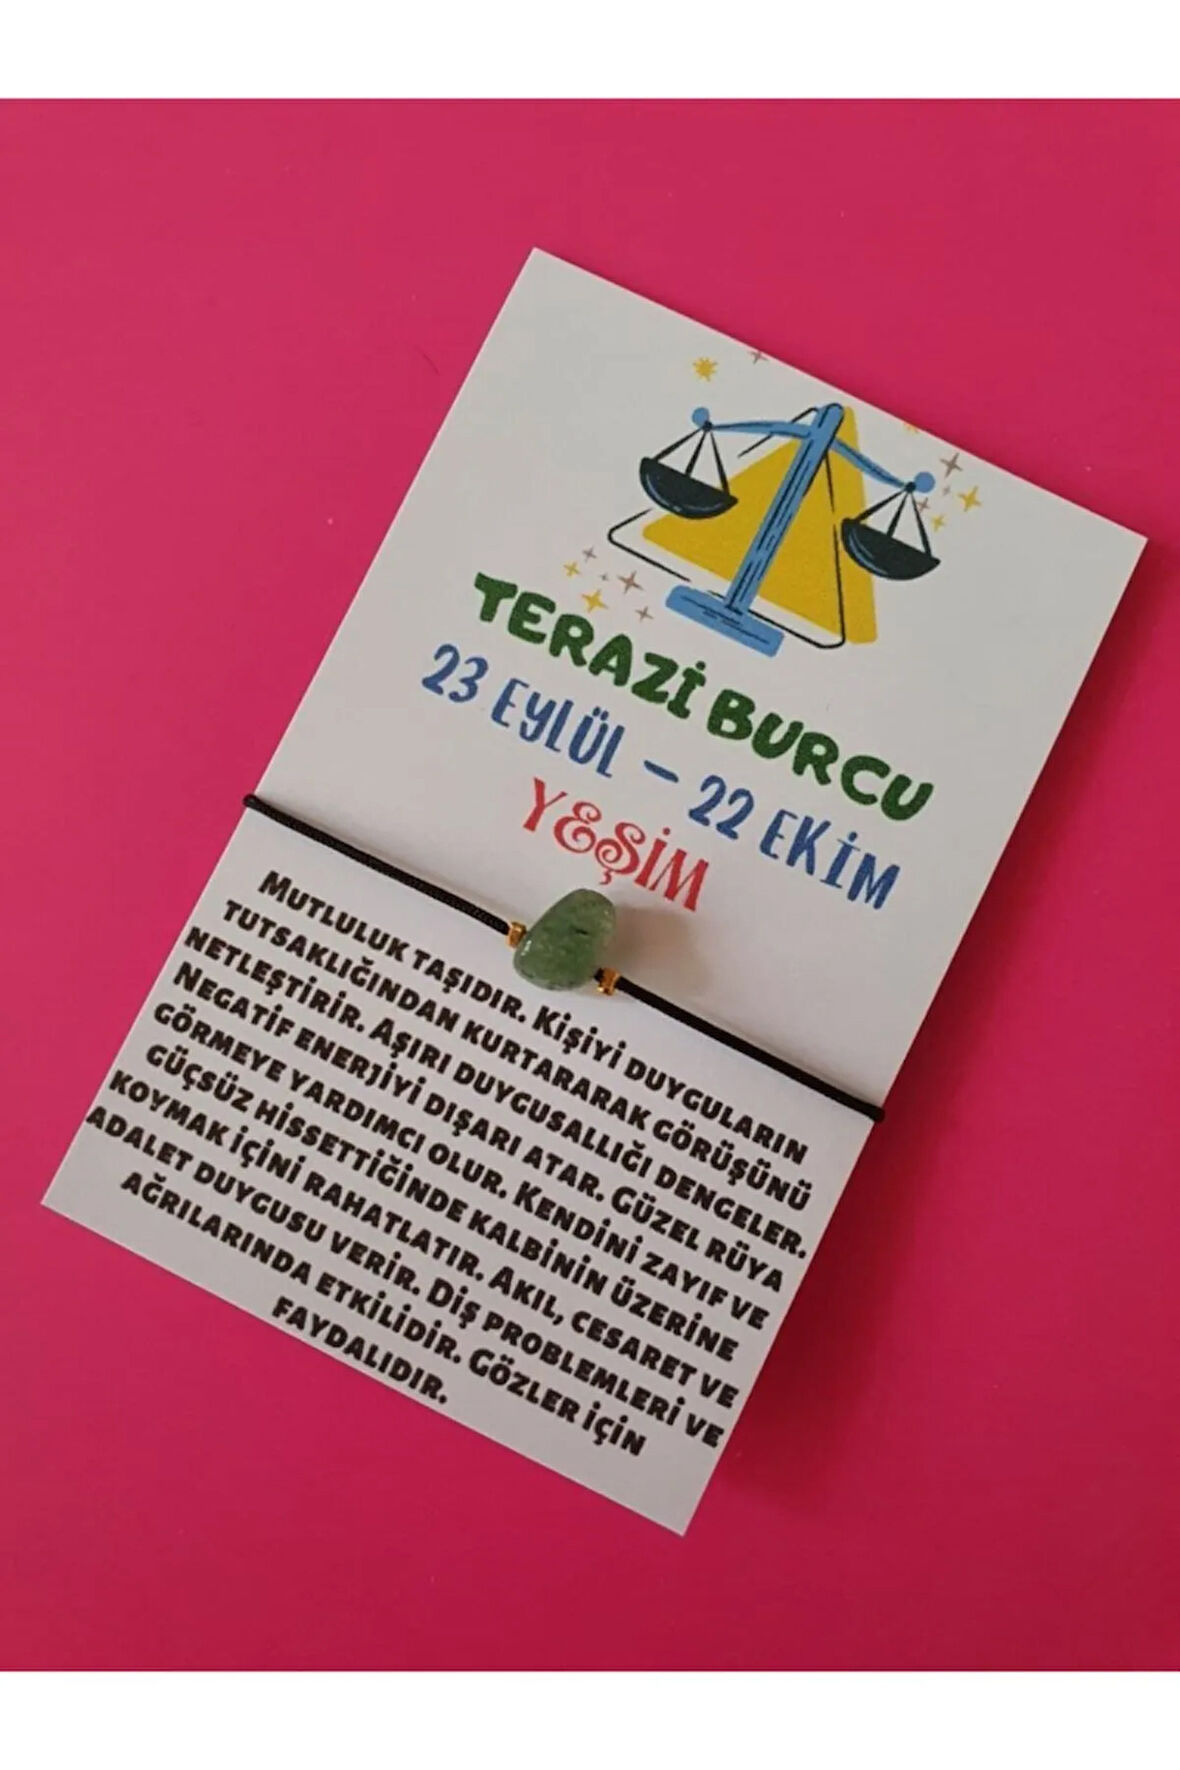 TERAZİ BURCU
23 EYLÜL – 22 EKİM
YEŞİM
MUTLULUK TAŞIDIR. KİŞİYİ DUYGULARIN
TUTSAKLIĞINDAN KURTARARAK GÖRÜŞÜNÜ
NETLEŞTİRİR. AŞIRI DUYGUSALLIĞI DENGELER.
NEGATİF ENERJİYİ DIŞARI ATAR. GÜZEL RÜYA
GÖRMEYE YARDIMCI OLUR. KENDİNİ ZAYIF VE
GÜÇSÜZ HİSSETTİĞİNDE KALBİNİN ÜZERİNE
KOYMAK İÇİNİ RAHATLATIR. AKIL, CESARET VE
ADALET DUYGUSU VERİR. DİŞ PROBLEMLERİ VE
AĞRILARINDA ETKİLİDİR. GÖZLER İÇİN
FAYDALIDIR.